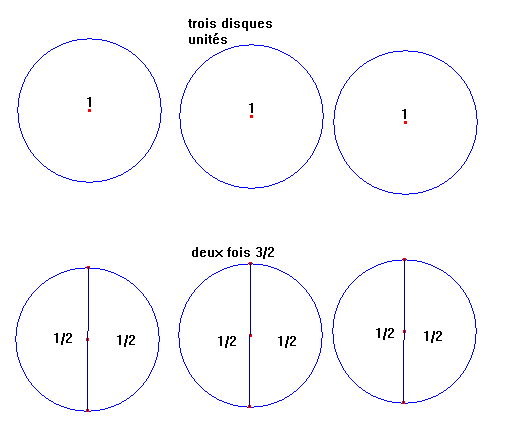 trois disques
unités
1
1
1
deux fois 3/2
1/2 1/2
1/2 1/2
1/2 1/2